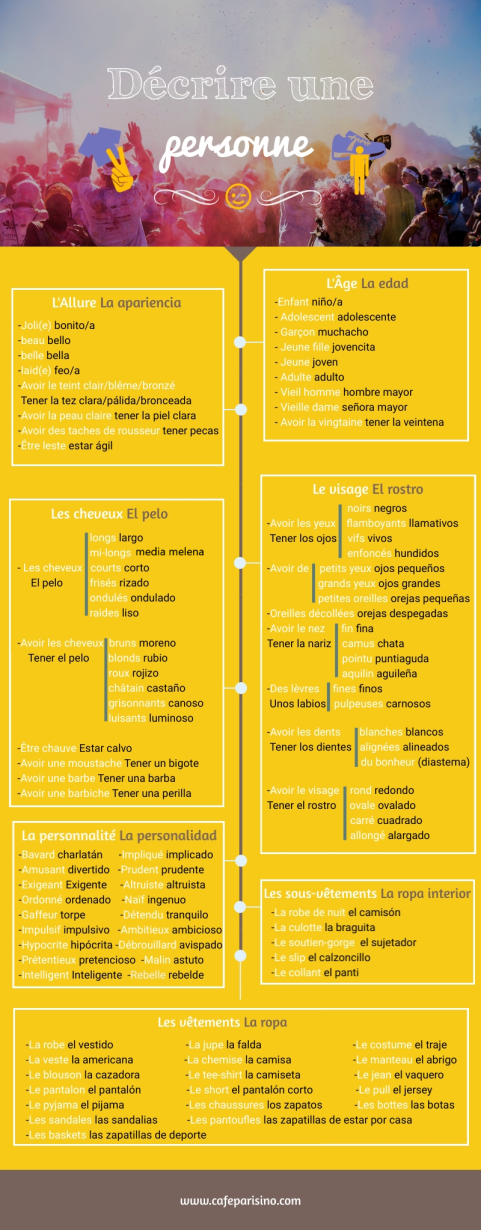 Décrire une
personne
L'Allure La apariencia
-Joli(e) bonito/a
-beau bello
-belle bella
-laid(e) feo/a
-Avoir le teint clair/blême/bronzé
Tener la tez clara/pálida/bronceada
-Avoir la peau claire tener la piel clara
-Avoir des taches de rousseur tener pecas
-Être leste estar ágil
L'Âge La edad
-Enfant niño/a
- Adolescent adolescente
- Garçon muchacho
- Jeune fille jovencita
- Jeune joven
- Adulte adulto
- Vieil homme hombre mayor
- Vieille dame señora mayor
- Avoir la vingtaine tener la veintena
Les cheveux El pelo
- Les cheveux
El pelo
longs largo
mi-longs media melena
courts corto
frisés rizado
ondulés ondulado
raides liso
-Avoir les cheveux
Tener el pelo
bruns moreno
blonds rubio
roux rojizo
châtain castaño
grisonnants canoso
luisants luminoso
-Être chauve Estar calvo
-Avoir une moustache Tener un bigote
-Avoir une barbe Tener una barba
-Avoir une barbiche Tener una perilla
Le visage El rostro
-Avoir les yeux
Tener los ojos
noirs negros
flamboyants llamativos
vifs vivos
enfoncés hundidos
-Avoir de
petits yeux ojos pequeños
grands yeux ojos grandes
petites oreilles orejas pequeñas
-Oreilles décollées orejas despegadas
-Avoir le nez
Tener la nariz
fin fina
camus chata
pointu puntiaguda
aquilin aguileña
-Des lèvres
Unos labios
fines finos
pulpeuses carnosos
-Avoir les dents
Tener los dientes
blanches blancos
alignées alineados
du bonheur (diastema)
-Avoir le visage
Tener el rostro
rond redondo
ovale ovalado
carré cuadrado
allongé alargado
La personnalité La personalidad
-Bavard charlatán -Impliqué implicado
-Amusant divertido -Prudent prudente
-Exigeant Exigente -Altruiste altruista
-Ordonné ordenado -Naïf ingenuo
-Gaffeur torpe -Détendu tranquilo
-Impulsif impulsivo -Ambitieux ambicioso
-Hypocrite hipócrita -Débrouillard avispado
-Prétentieux pretencioso -Malin astuto
-Intelligent Inteligente -Rebelle rebelde
Les sous-vêtements La ropa interior
-La robe de nuit el camisón
-La culotte la braguita
-Le soutien-gorge el sujetador
-Le slip el calzoncillo
-Le collant el panti
Les vêtements La ropa
-La robe el vestido -La jupe la falda -Le costume el traje
-La veste la americana -La chemise la camisa -Le manteau el abrigo
-Le blouson la cazadora -Le tee-shirt la camiseta -Le jean el vaquero
-Le pantalon el pantalón -Le short el pantalón corto -Le pull el jersey
-Le pyjama el pijama -Les chaussures los zapatos -Les bottes las botas
-Les sandales las sandalias -Les pantoufles las zapatillas de estar por casa
-Les baskets las zapatillas de deporte
www.cafeparisino.com